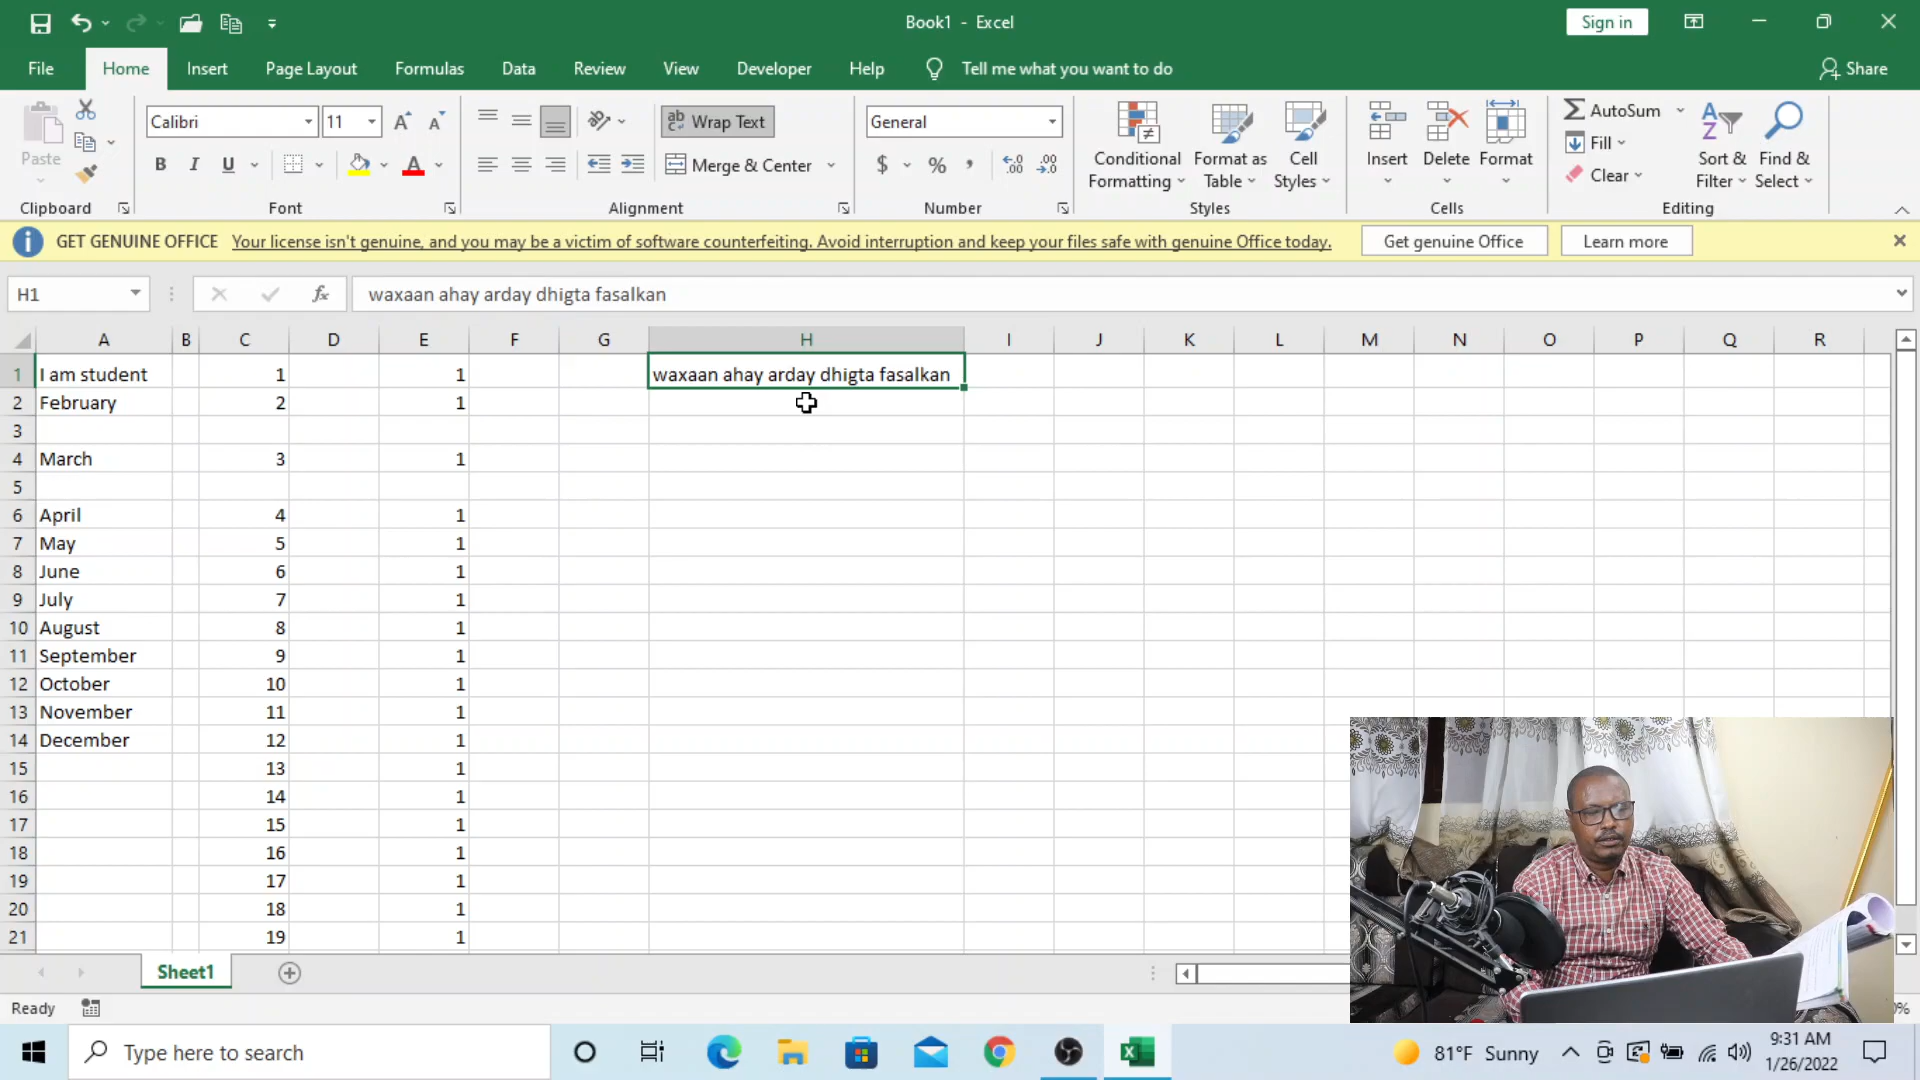 Book1 - Excel
Sign in
File Home Insert Page Layout Formulas Data Review View Developer Help Tell me what you want to do Share
Paste
Clipboard
Calibri 11
B I U
Font
Wrap Text
Merge & Center
Alignment
General
$ % ,
Number
Conditional Formatting
Format as Table
Cell Styles
Styles
Insert Delete Format
Cells
AutoSum
Fill
Clear
Sort & Filter
Find & Select
Editing
GET GENUINE OFFICE Your license isn't genuine, and you may be a victim of software counterfeiting. Avoid interruption and keep your files safe with genuine Office today. Get genuine Office Learn more
H1 fx waxaan ahay arday dhigta fasalkan
A B C D E F G H I J K L M N O P Q R
1 I am student 1 1 waxaan ahay arday dhigta fasalkan
2 February 2 1
3
4 March 3 1
5
6 April 4 1
7 May 5 1
8 June 6 1
9 July 7 1
10 August 8 1
11 September 9 1
12 October 10 1
13 November 11 1
14 December 12 1
15 13 1
16 14 1
17 15 1
18 16 1
19 17 1
20 18 1
21 19 1
Sheet1
Ready
Type here to search
81°F Sunny
9:31 AM
1/26/2022